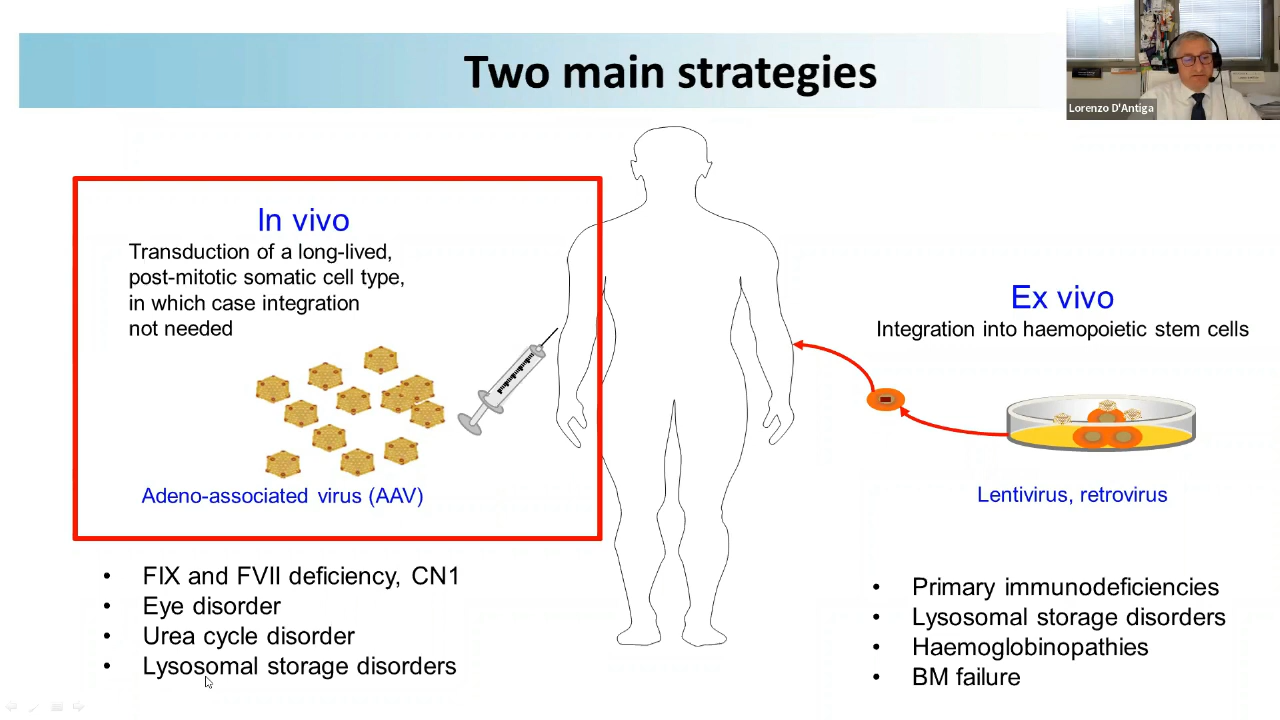 Two main strategies
Lorenzo D'Antiga
In vivo
Transduction of a long-lived,
post-mitotic somatic cell type,
in which case integration
not needed
Adeno-associated virus (AAV)
• FIX and FVII deficiency, CN1
• Eye disorder
• Urea cycle disorder
• Lysosomal storage disorders
Ex vivo
Integration into haemopoietic stem cells
Lentivirus, retrovirus
• Primary immunodeficiencies
• Lysosomal storage disorders
• Haemoglobinopathies
• BM failure